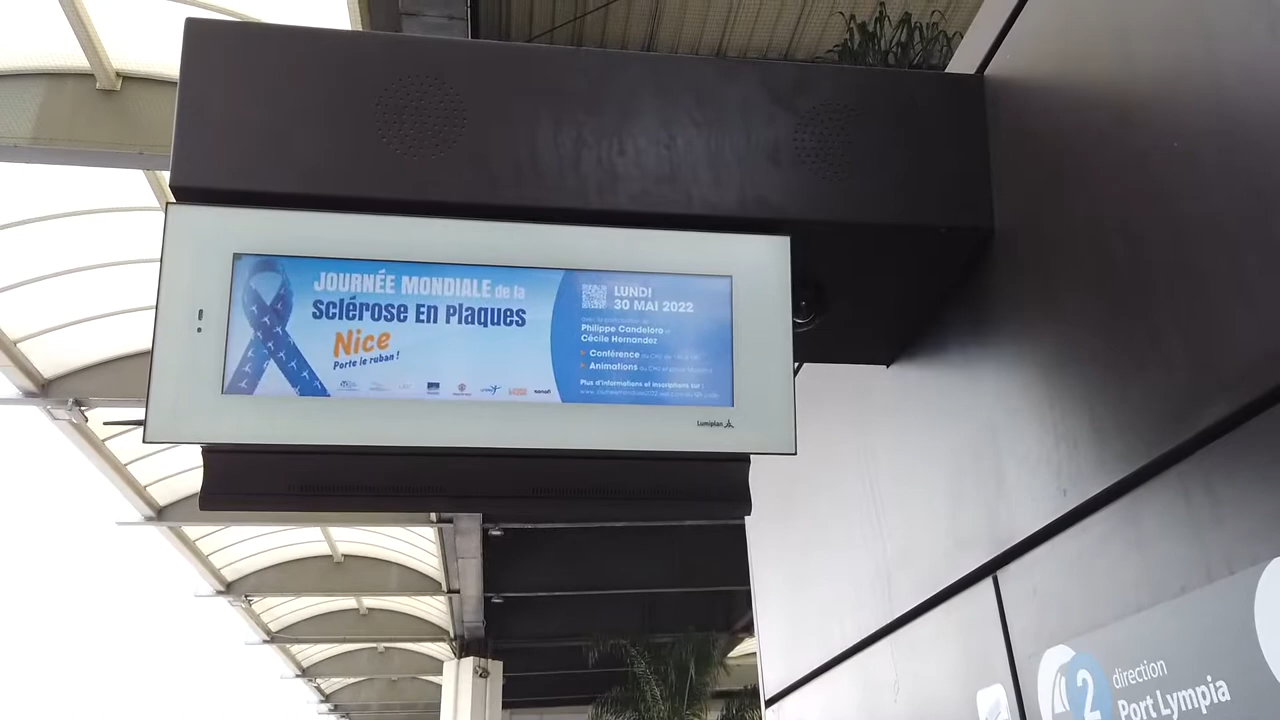 JOURNÉE MONDIALE de la
sclérose En Plaques
Nice
Porte le ruban !
LUNDI
30 MAI 2022
Philippe Candeloro et
Cécile Hernandez
Conférence
Animations
Plus d'informations et inscriptions sur :
Lumiplan
2
direction
Port Lympia